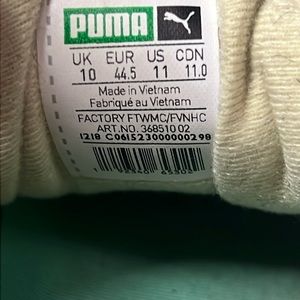 PUMA
UK EUR US CDN
10 44.5 11 11.0
Made in Vietnam
Fabriqué au Vietnam
FACTORY FTWMC/FVNHC
ART.NO. 368510 02
1218 C061523000000298